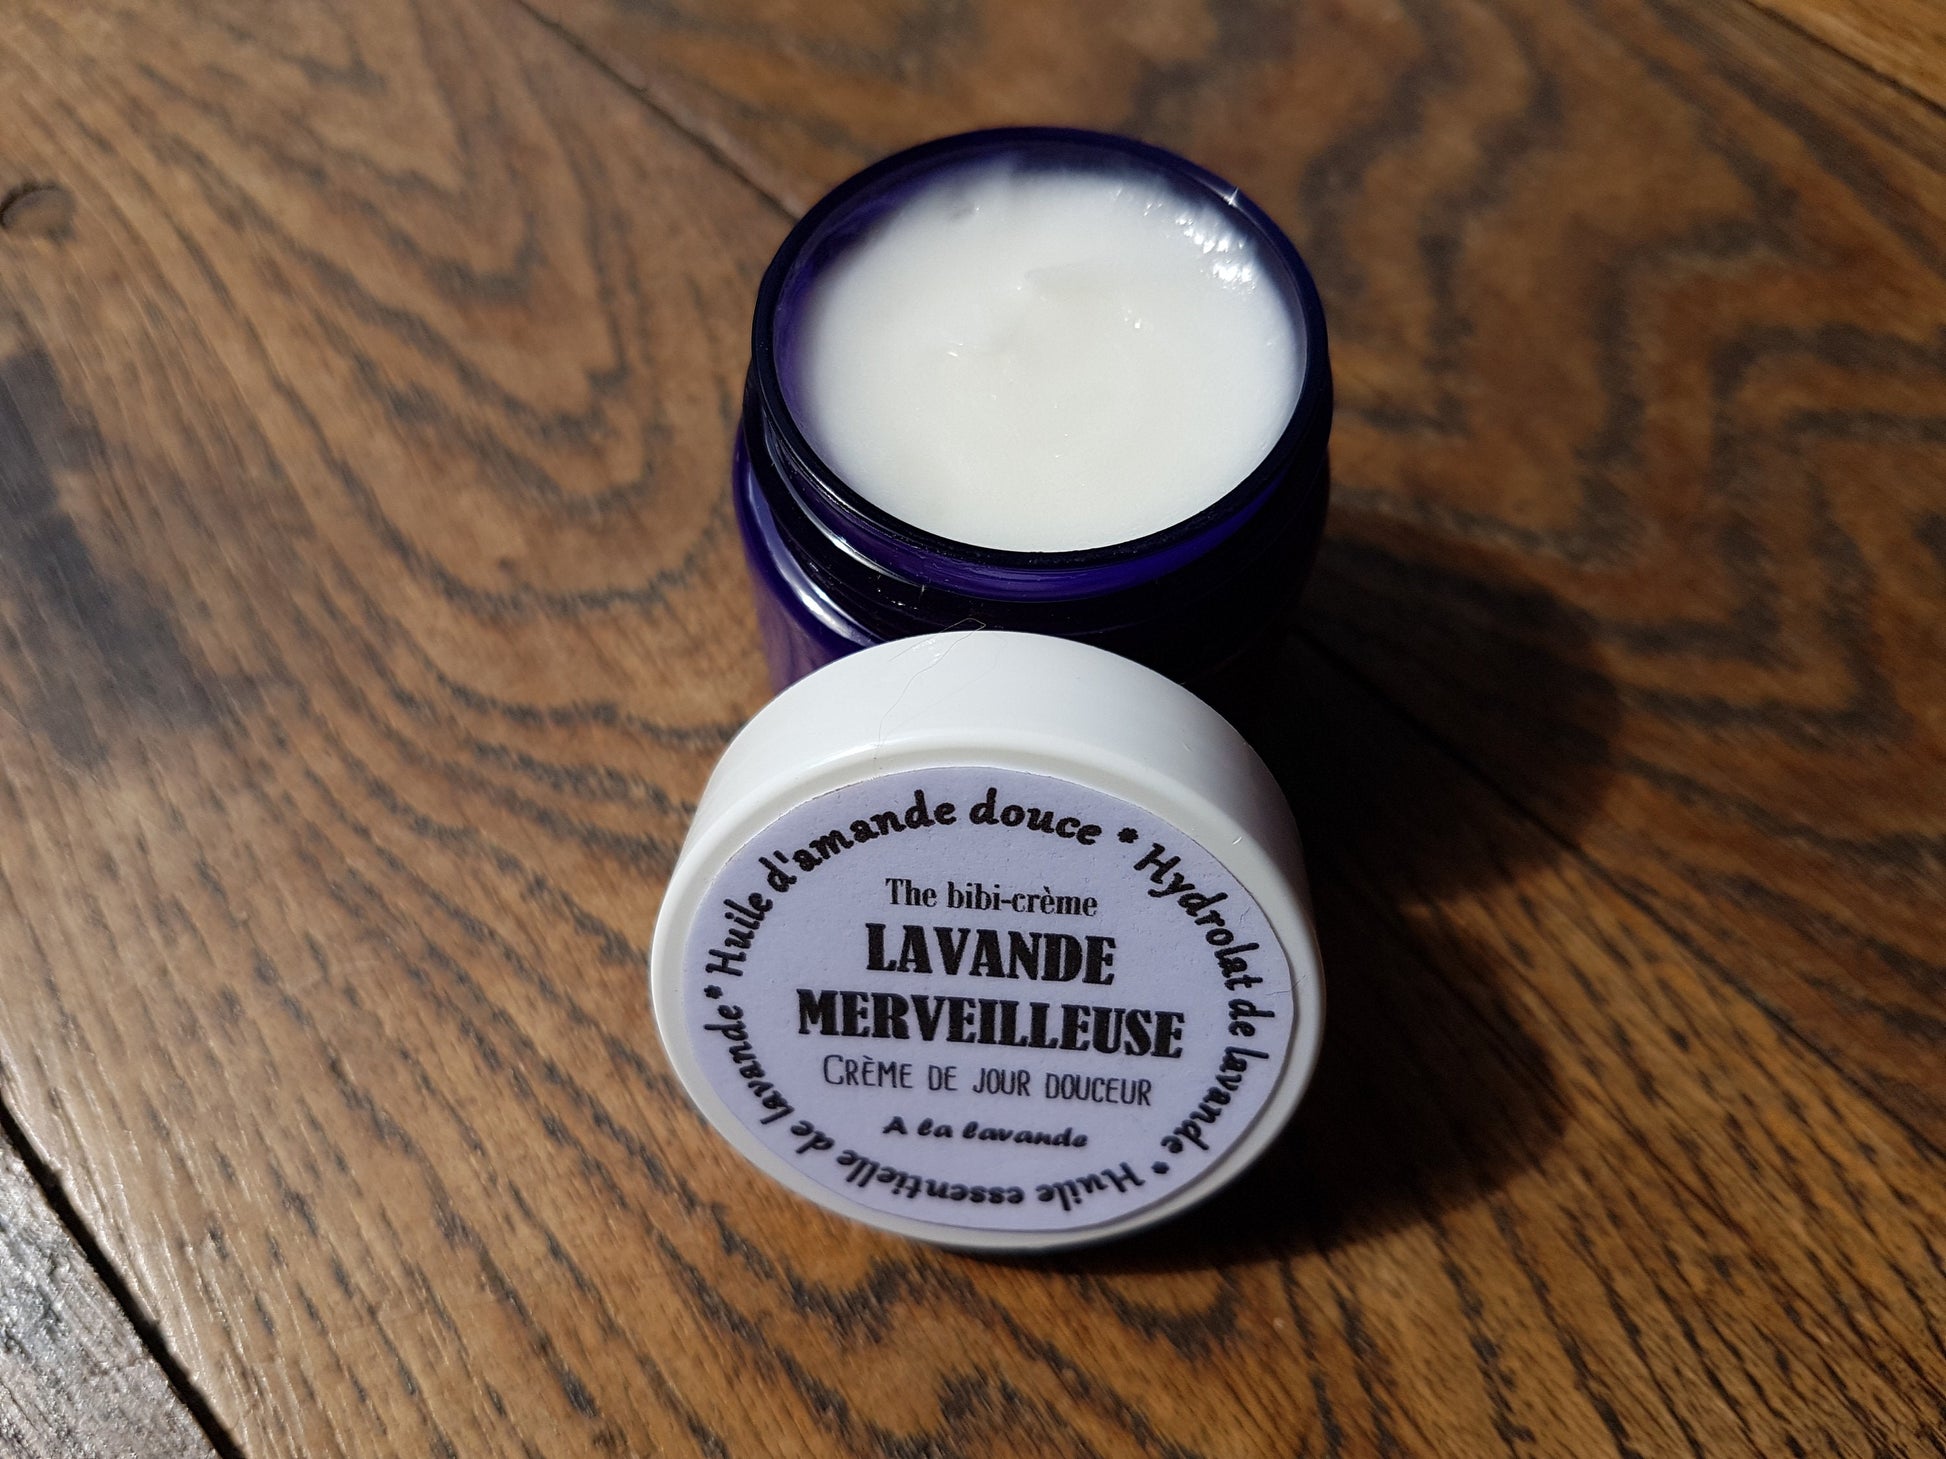 Huile d'amande douce * Hydrolat de lavande * Huile essentielle de lavande *
The bibi-crème
LAVANDE
MERVEILLEUSE
CRÈME DE JOUR DOUCEUR
A la lavande